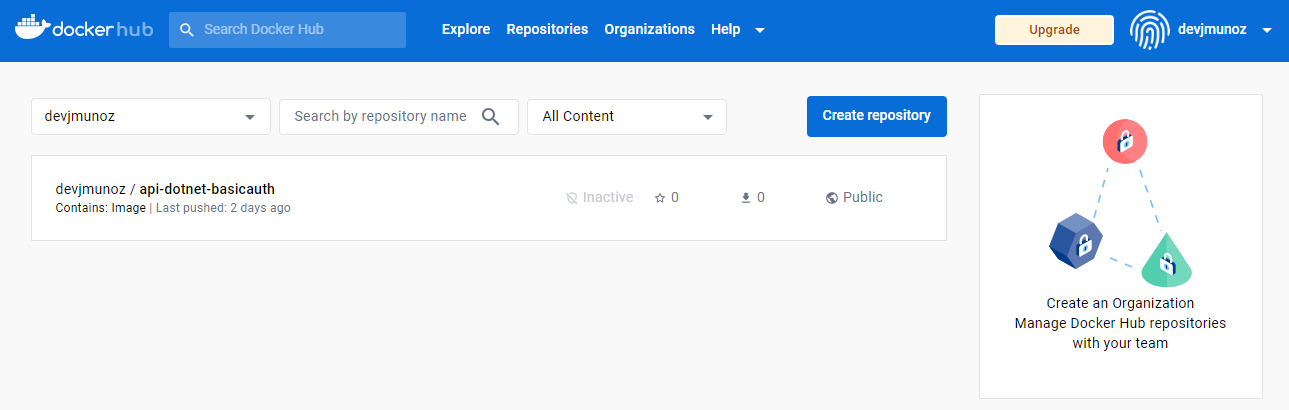 dockerhub Search Docker Hub Explore Repositories Organizations Help Upgrade devjmunoz
devjmunoz Search by repository name All Content Create repository
devjmunoz / api-dotnet-basicauth
Contains: Image | Last pushed: 2 days ago
Inactive 0 0 Public
Create an Organization
Manage Docker Hub repositories
with your team